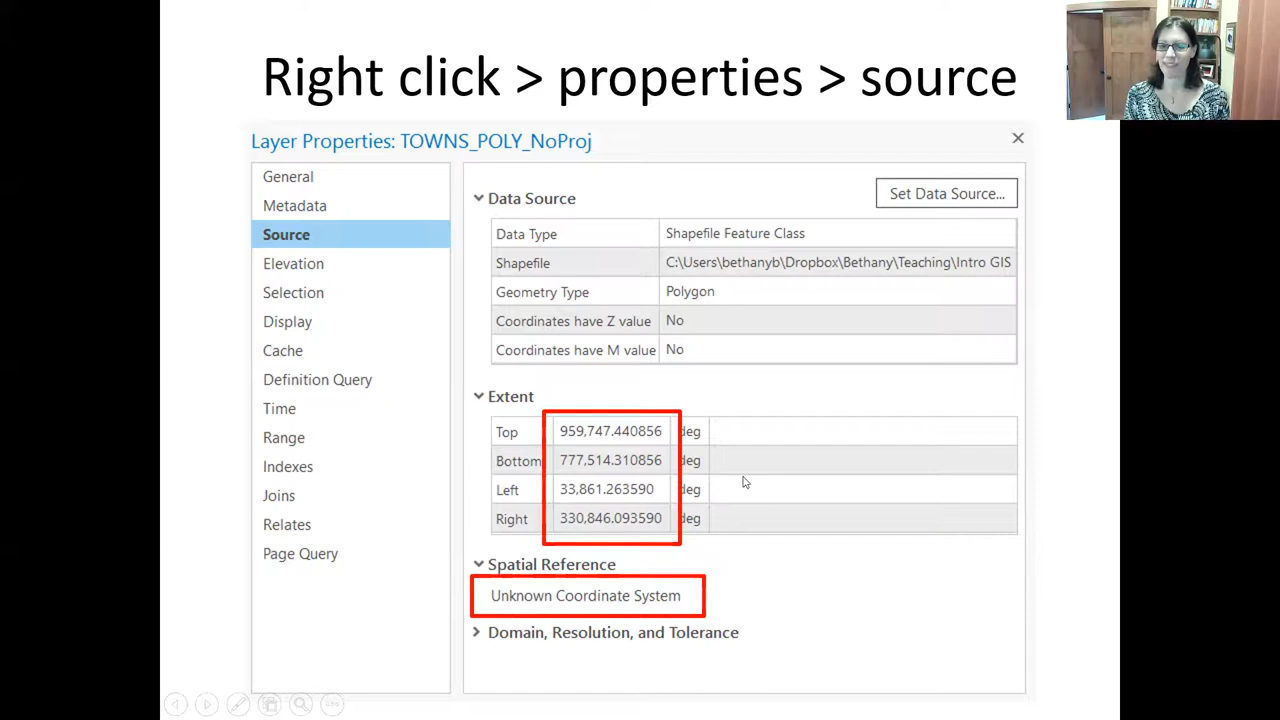 Right click > properties > source
Layer Properties: TOWNS_POLY_NoProj
General
Metadata
Source
Elevation
Selection
Display
Cache
Definition Query
Time
Range
Indexes
Joins
Relates
Page Query
Data Source
Set Data Source...
Data Type Shapefile Feature Class
Shapefile C:\Users\bethanyb\Dropbox\Bethany\Teaching\Intro GIS
Geometry Type Polygon
Coordinates have Z value No
Coordinates have M value No
Extent
Top 959,747.440856 deg
Bottom 777,514.310856 deg
Left 33,861.263590 deg
Right 330,846.093590 deg
Spatial Reference
Unknown Coordinate System
Domain, Resolution, and Tolerance